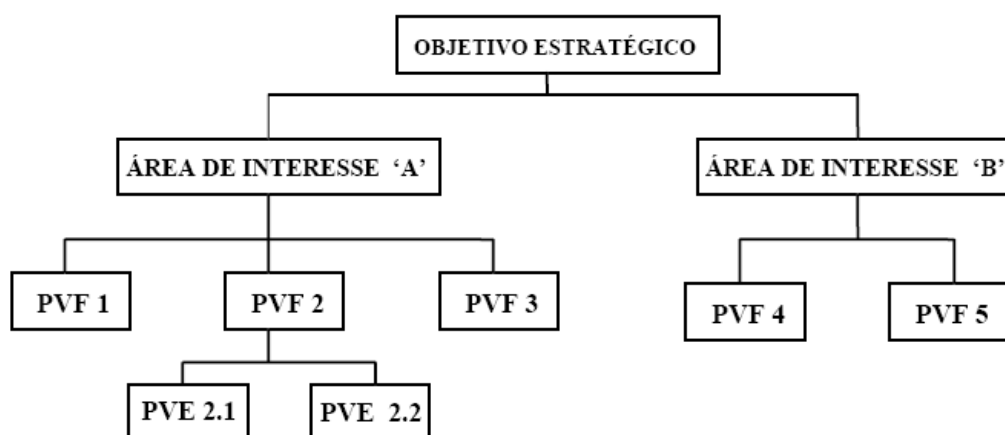 OBJETIVO ESTRATÉGICO
ÁREA DE INTERESSE ‘A’
ÁREA DE INTERESSE ‘B’
PVF 1
PVF 2
PVF 3
PVF 4
PVF 5
PVE 2.1
PVE 2.2